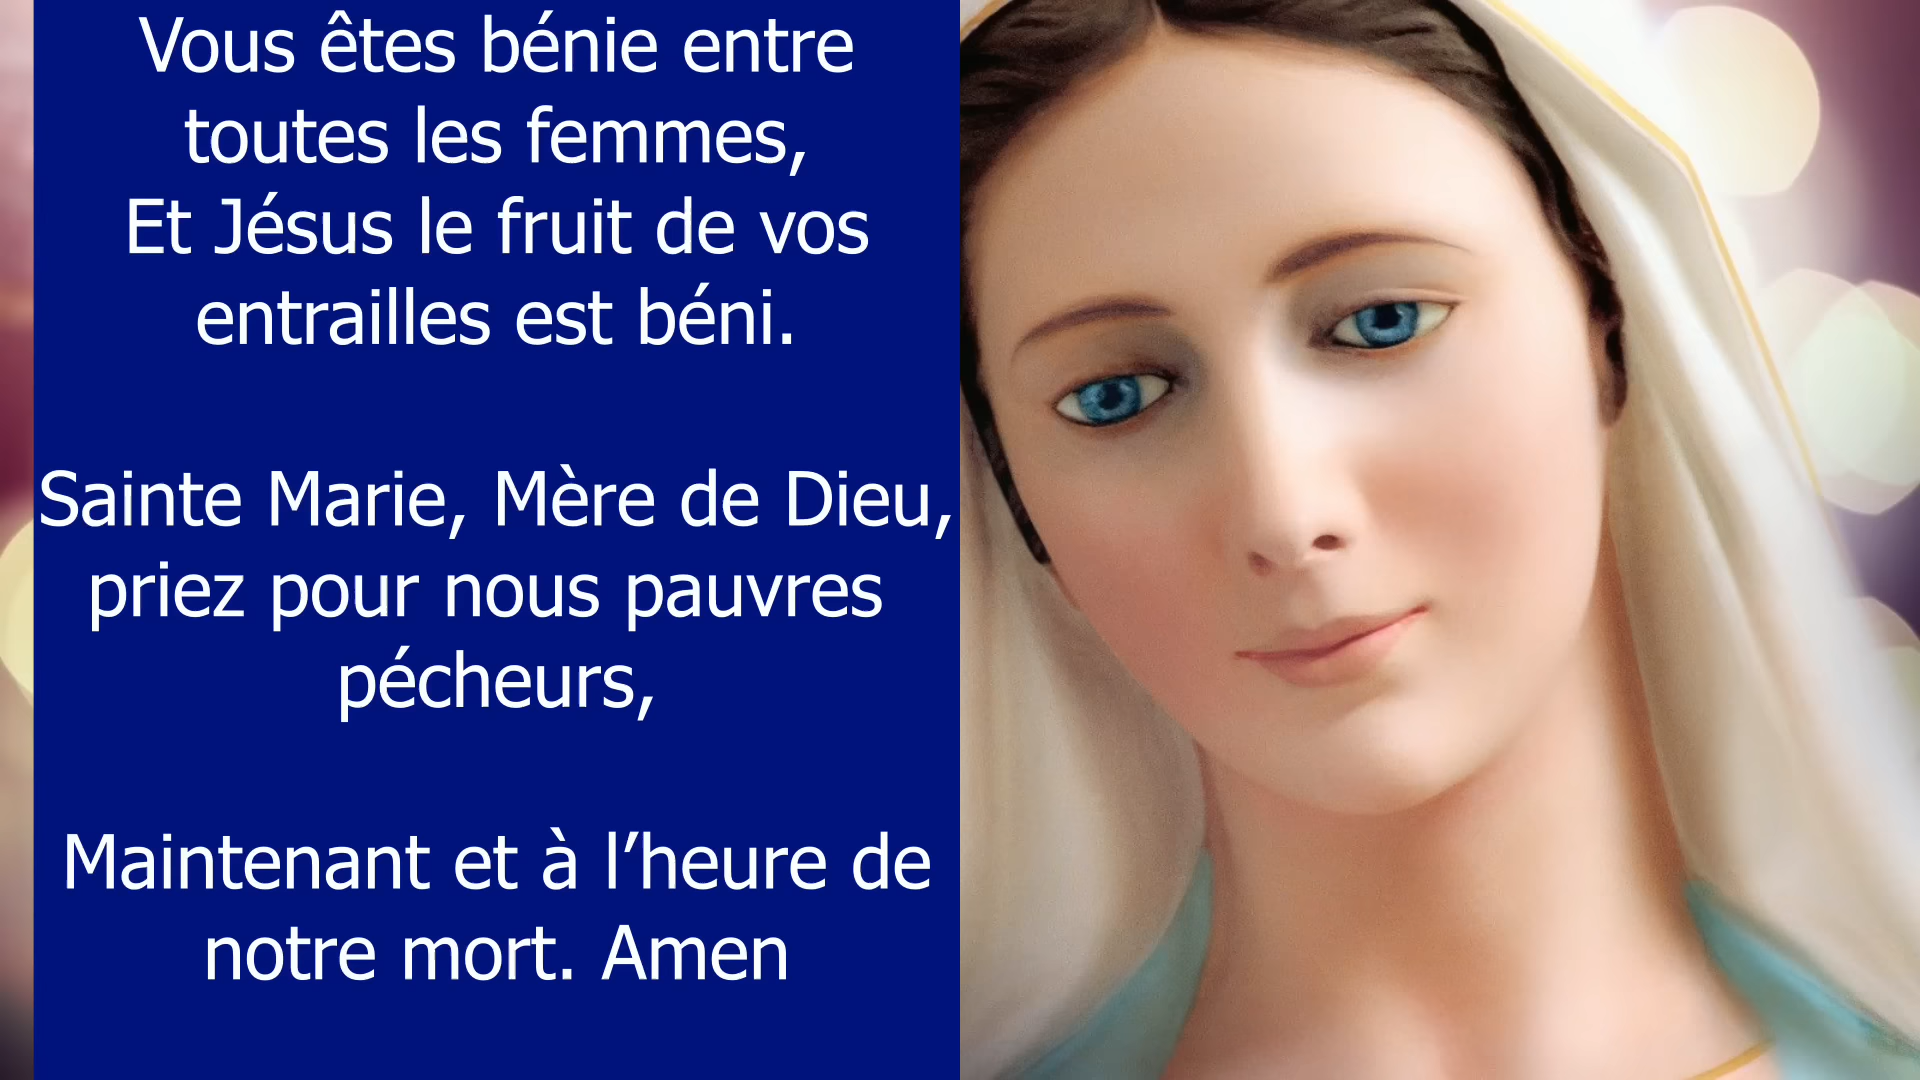 Vous êtes bénie entre
toutes les femmes,
Et Jésus le fruit de vos
entrailles est béni.
Sainte Marie, Mère de Dieu,
priez pour nous pauvres
pécheurs,
Maintenant et à l’heure de
notre mort. Amen